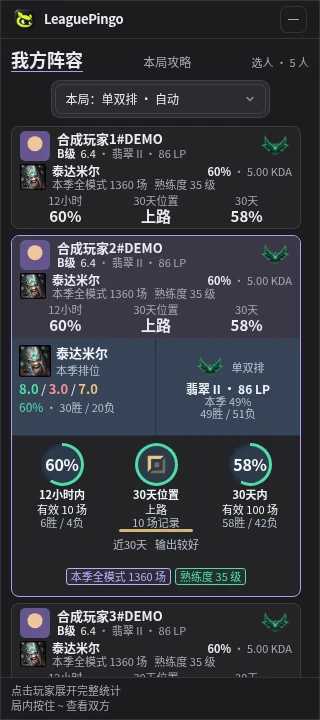 LeaguePingo
我方阵容
本局攻略
选人 · 5 人
本局：单双排 · 自动
合成玩家1#DEMO
B级 6.4 · 翡翠 II · 86 LP
泰达米尔
60% · 5.00 KDA
本季全模式 1360 场 熟练度 35 级
12小时 30天位置 30天
60% 上路 58%
合成玩家2#DEMO
B级 6.4 · 翡翠 II · 86 LP
泰达米尔
60% · 5.00 KDA
本季全模式 1360 场 熟练度 35 级
12小时 30天位置 30天
60% 上路 58%
泰达米尔
本季排位
8.0 / 3.0 / 7.0
60% · 30胜 / 20负
单双排
翡翠 II · 86 LP
本季 49%
49胜 / 51负
60% 58%
12小时内 30天位置 30天内
有效 10 场 上路 有效 100 场
6胜 / 4负 10 场记录 58胜 / 42负
近30天 输出较好
本季全模式 1360 场 熟练度 35 级
合成玩家3#DEMO
B级 6.4 · 翡翠 II · 86 LP
泰达米尔
60% · 5.00 KDA
本季全模式 1360 场 熟练度 35 级
12小时 30天位置 30天
点击玩家展开完整统计
局内按住 ~ 查看双方